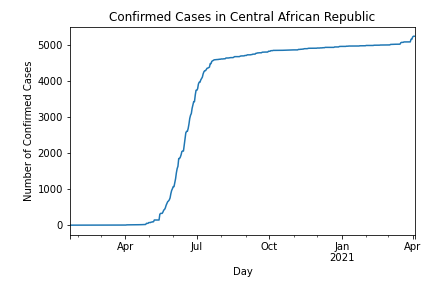 Confirmed Cases in Central African Republic
Number of Confirmed Cases
5000
4000
3000
2000
1000
0
Apr Jul Oct Jan Apr
2021
Day